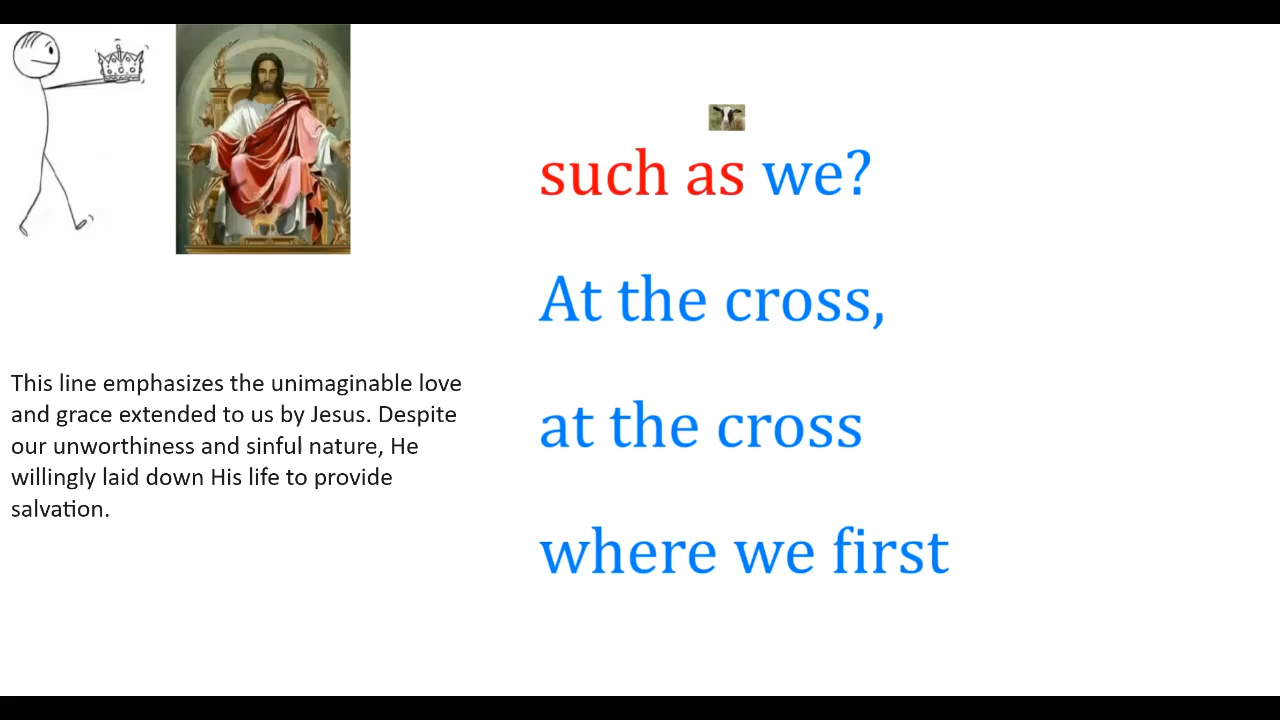 such as we?
At the cross,
at the cross
where we first
This line emphasizes the unimaginable love
and grace extended to us by Jesus. Despite
our unworthiness and sinful nature, He
willingly laid down His life to provide
salvation.